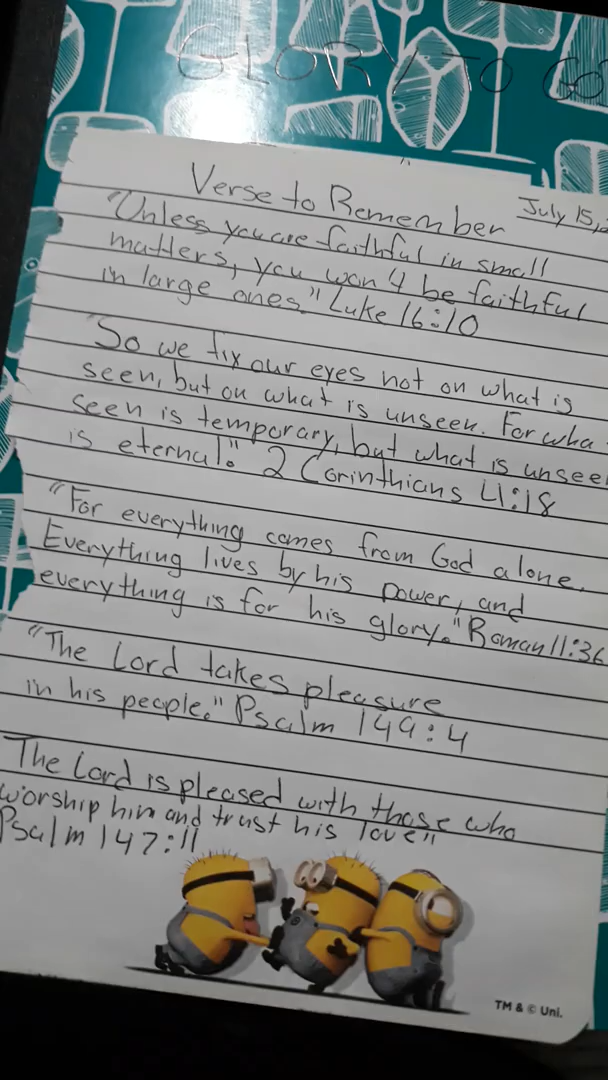 GLORY TO GO
Verse to Remember
July 15,
"Unless you are faithful in small
matters, you won't be faithful
in large ones." Luke 16:10
"So we fix our eyes not on what is
seen, but on what is unseen. For wha
seen is temporary, but what is unsee
is eternal." 2 Corinthians 4:18
"For everything comes from God alone.
Everything lives by his power, and
everything is for his glory." Roman 11:36
"The Lord takes pleasure
in his people." Psalm 149:4
The Lord is pleased with those who
worship him and trust his love"
Psalm 147:11
TM & © Uni.